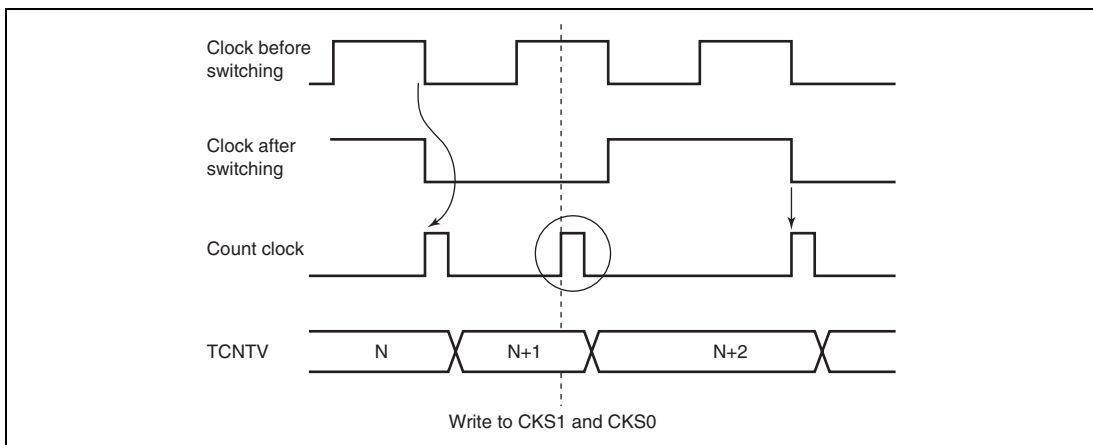 Clock before
switching
Clock after
switching
Count clock
TCNTV
N
N+1
N+2
Write to CKS1 and CKS0